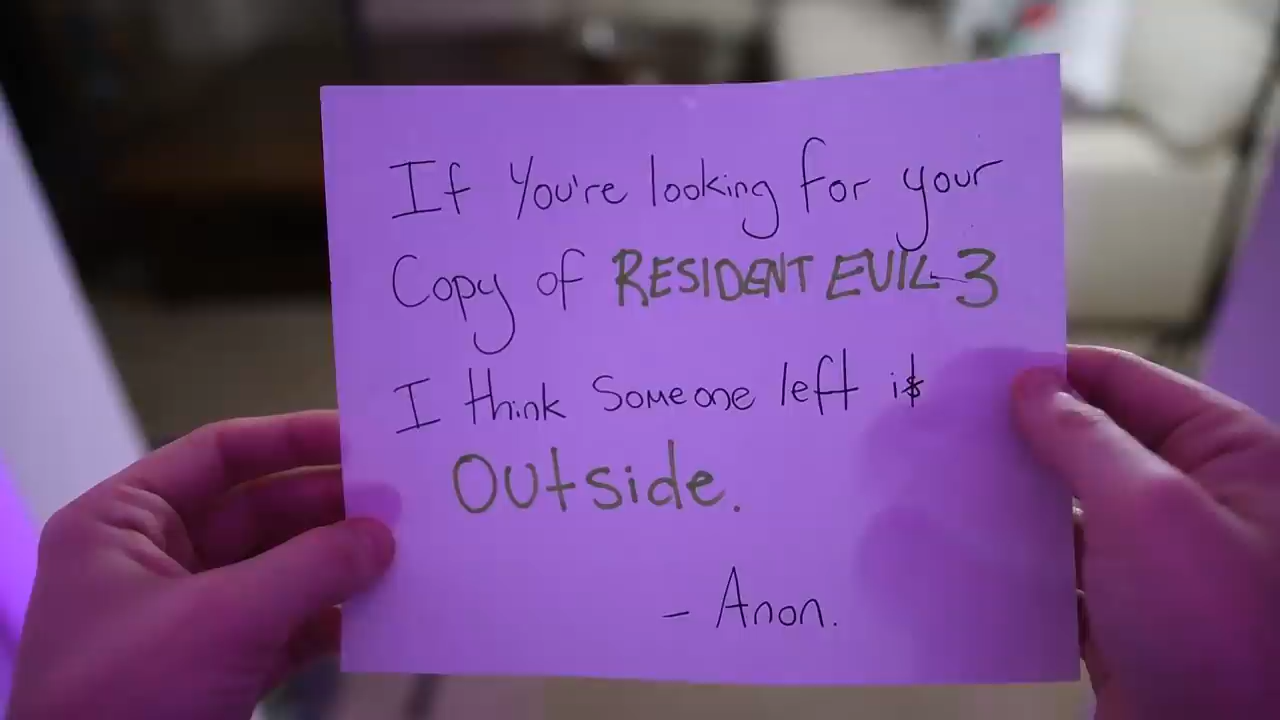 If You're looking for your
Copy of RESIDENT EVIL 3
I think Someone left it
Outside.
- Anon.